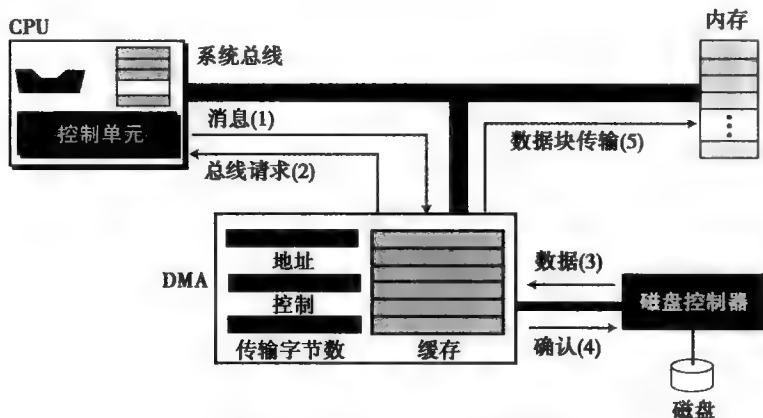 CPU
内存
系统总线
控制单元
消息(1)
总线请求(2)
数据块传输(5)
DMA
地址
控制
传输字节数
缓存
数据(3)
确认(4)
磁盘控制器
磁盘